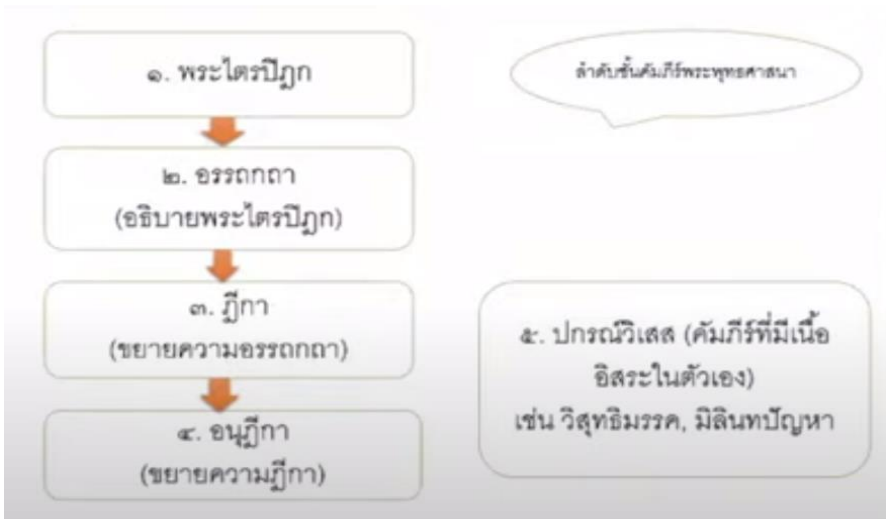 ๑. พระไตรปิฎก
ลำดับชั้นคัมภีร์พระพุทธศาสนา
๒. อรรถกถา
(อธิบายพระไตรปิฎก)
๓. ฎีกา
(ขยายความอรรถกถา)
๔. อนุฎีกา
(ขยายความฎีกา)
๕. ปกรณ์วิเสส (คัมภีร์ที่มีเนื้อ
อิสระในตัวเอง)
เช่น วิสุทธิมรรค, มิลินทปัญหา